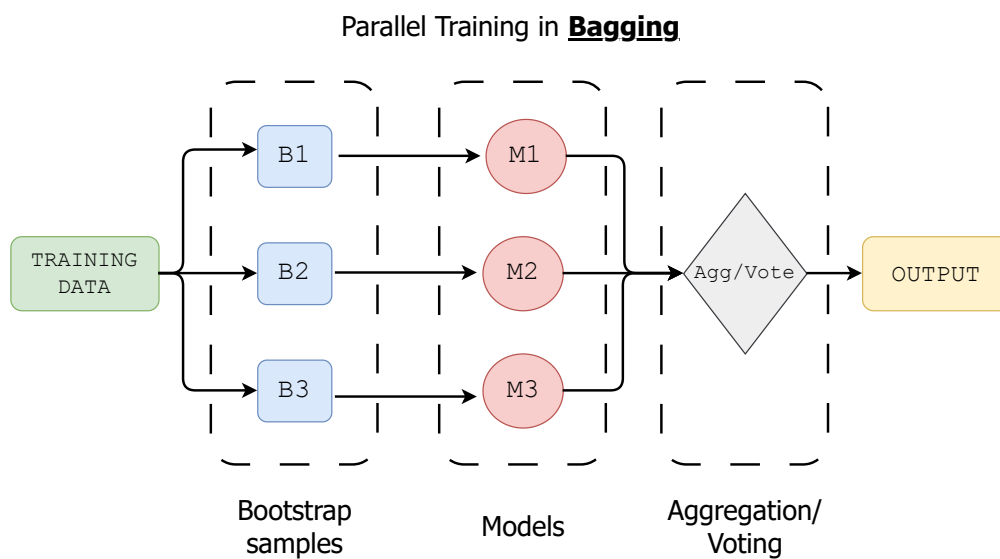 Parallel Training in Bagging
B1
M1
TRAINING
DATA
B2
M2
Agg/Vote
OUTPUT
B3
M3
Bootstrap
samples
Models
Aggregation/
Voting